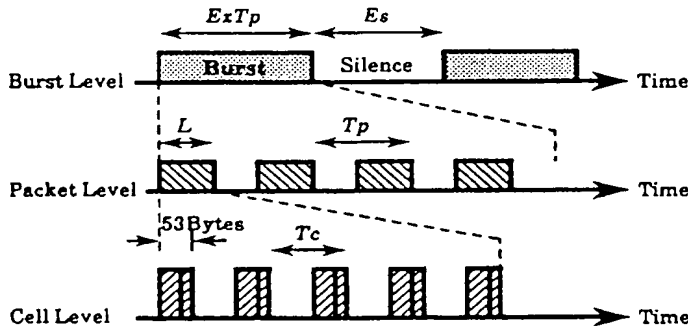 ExTp Es
Burst Silence
Burst Level Time
L Tp
Packet Level Time
53Bytes Tc
Cell Level Time